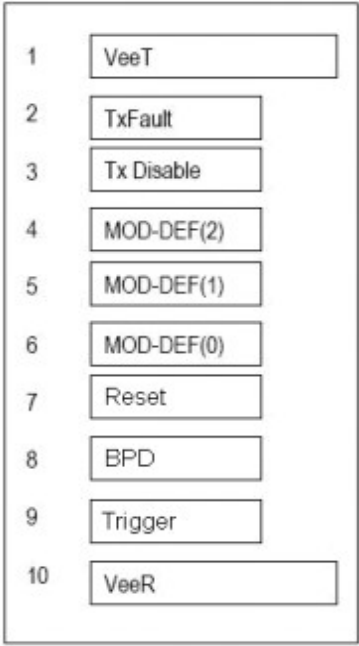 1 VeeT
2 TxFault
3 Tx Disable
4 MOD-DEF(2)
5 MOD-DEF(1)
6 MOD-DEF(0)
7 Reset
8 BPD
9 Trigger
10 VeeR